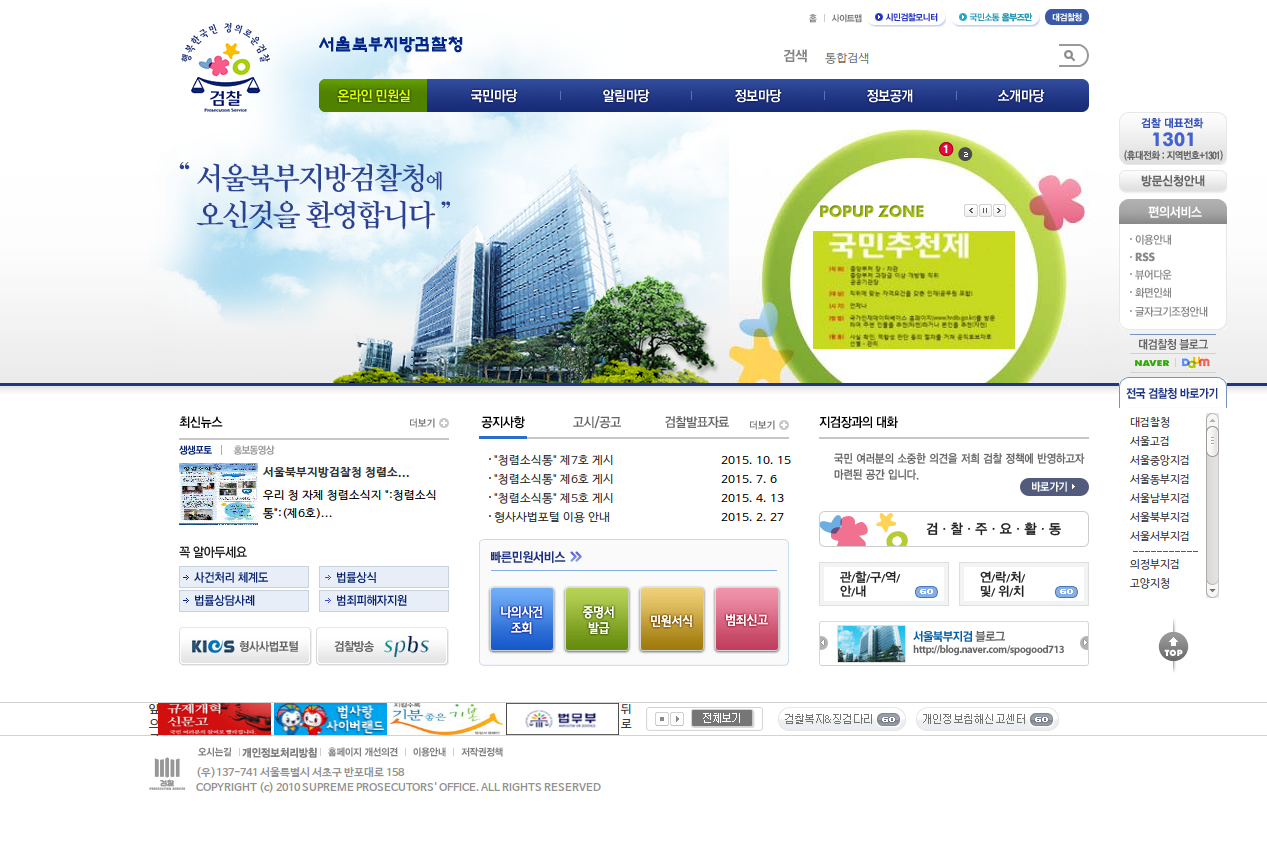 행복한국민 정의로운검찰
검찰
Prosecution Service
서울북부지방검찰청
홈 사이트맵 시민검찰모니터 국민소통 옴부즈만 대검찰청
검색 통합검색
온라인 민원실 국민마당 알림마당 정보마당 정보공개 소개마당
“ 서울북부지방검찰청에
오신것을 환영합니다 ”
1 2
POPUP ZONE
국민추천제
검찰 대표전화
1301
(휴대전화 : 지역번호+1301)
방문신청안내
편의서비스
· 이용안내
· RSS
· 뷰어다운
· 화면인쇄
· 글자크기조정안내
대검찰청 블로그
NAVER Daum
전국 검찰청 바로가기
대검찰청
서울고검
서울중앙지검
서울동부지검
서울남부지검
서울북부지검
서울서부지검
-----------
의정부지검
고양지청
TOP
최신뉴스 더보기
생생포토 홍보동영상
서울북부지방검찰청 청렴소...
우리 청 자체 청렴소식지 ":청렴소식
통":(제6호)...
꼭 알아두세요
사건처리 체계도 법률상식
법률상담사례 범죄피해자지원
KICS 형사사법포털 검찰방송 spbs
공지사항 고시/공고 검찰발표자료 더보기
· "청렴소식통" 제7호 게시 2015. 10. 15
· "청렴소식통" 제6호 게시 2015. 7. 6
· "청렴소식통" 제5호 게시 2015. 4. 13
· 형사사법포털 이용 안내 2015. 2. 27
빠른민원서비스
나의사건
조회
증명서
발급
민원서식
범죄신고
지검장과의 대화
국민 여러분의 소중한 의견을 저희 검찰 정책에 반영하고자
마련된 공간 입니다.
바로가기
검·찰·주·요·활·동
관/할/구/역/
안/내 GO
연/락/처/
및/ 위/치 GO
서울북부지검 블로그
http://blog.naver.com/spogood713
앞
으
규제개혁
신문고
법사랑
사이버랜드
지킬수록
기분좋은 기본
법무부
뒤
로
전체보기
검찰복지&징검다리 GO
개인정보침해신고센터 GO
오시는길 개인정보처리방침 홈페이지 개선의견 이용안내 저작권정책
검찰
PROSECUTION SERVICE
(우)137-741 서울특별시 서초구 반포대로 158
COPYRIGHT (c) 2010 SUPREME PROSECUTORS' OFFICE. ALL RIGHTS RESERVED